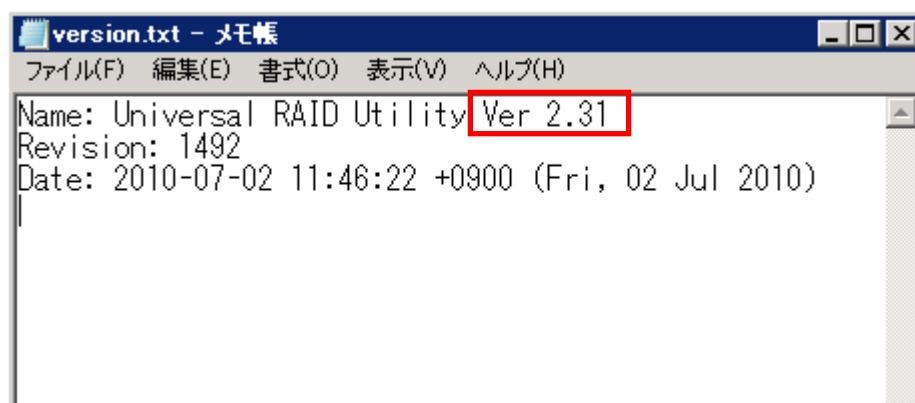 version.txt - メモ帳
ファイル(F) 編集(E) 書式(O) 表示(V) ヘルプ(H)
Name: Universal RAID Utility Ver 2.31
Revision: 1492
Date: 2010-07-02 11:46:22 +0900 (Fri, 02 Jul 2010)